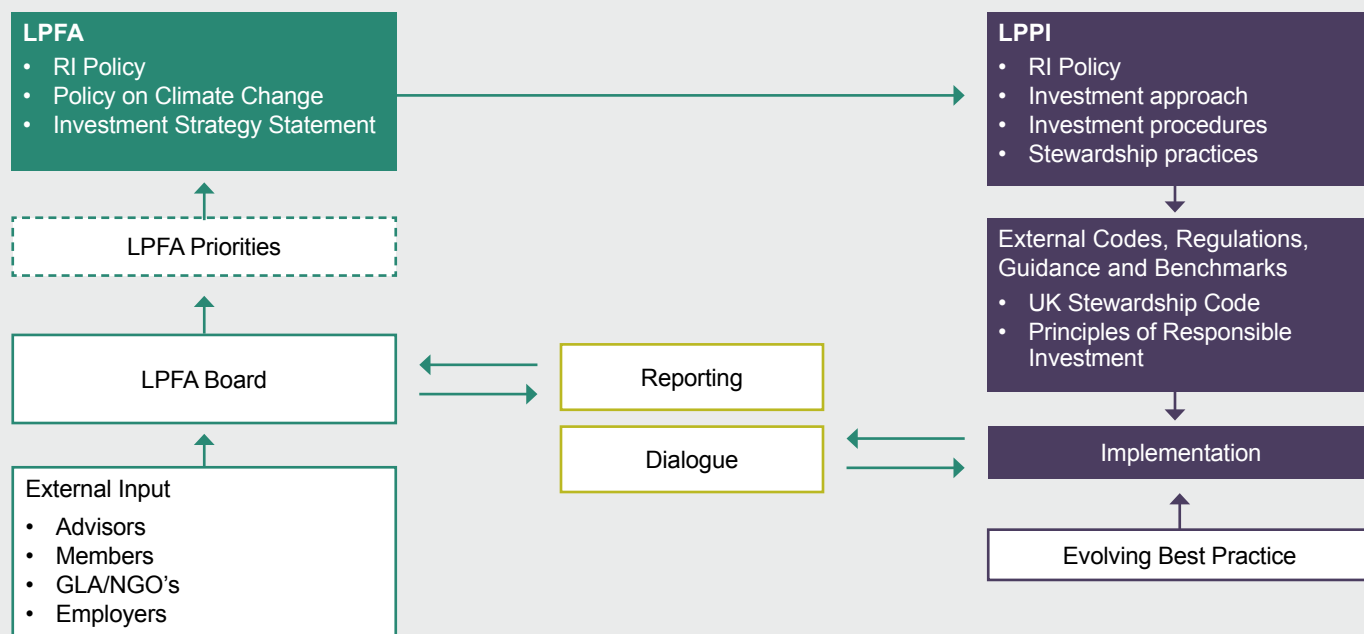 LPFA
• RI Policy
• Policy on Climate Change
• Investment Strategy Statement
LPFA Priorities
LPFA Board
External Input
• Advisors
• Members
• GLA/NGO’s
• Employers
Reporting
Dialogue
LPPI
• RI Policy
• Investment approach
• Investment procedures
• Stewardship practices
External Codes, Regulations,
Guidance and Benchmarks
• UK Stewardship Code
• Principles of Responsible
Investment
Implementation
Evolving Best Practice